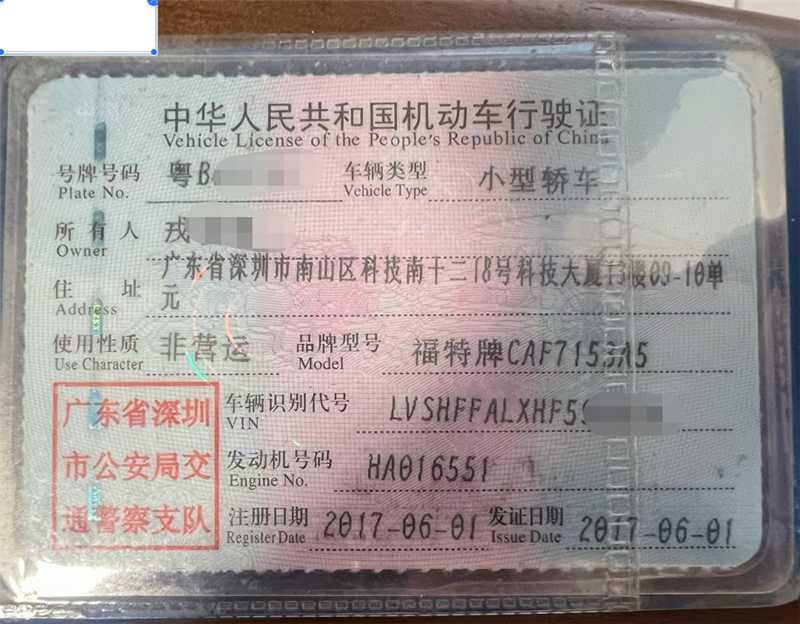 中华人民共和国机动车行驶证
Vehicle License of the People's Republic of China
号牌号码 粤B 车辆类型 小型轿车
Plate No. Vehicle Type
所有人 戎
Owner
广东省深圳市南山区科技南十二18号科技大厦13楼09-10单
住址 元
Address
使用性质 非营运 品牌型号 福特牌CAF7153A5
Use Character Model
广东省深圳 车辆识别代号 LVSHFFALXHF5
VIN
市公安局交 发动机号码 HA016551
Engine No.
通警察支队 注册日期 2017-06-01 发证日期 2017-06-01
Register Date Issue Date